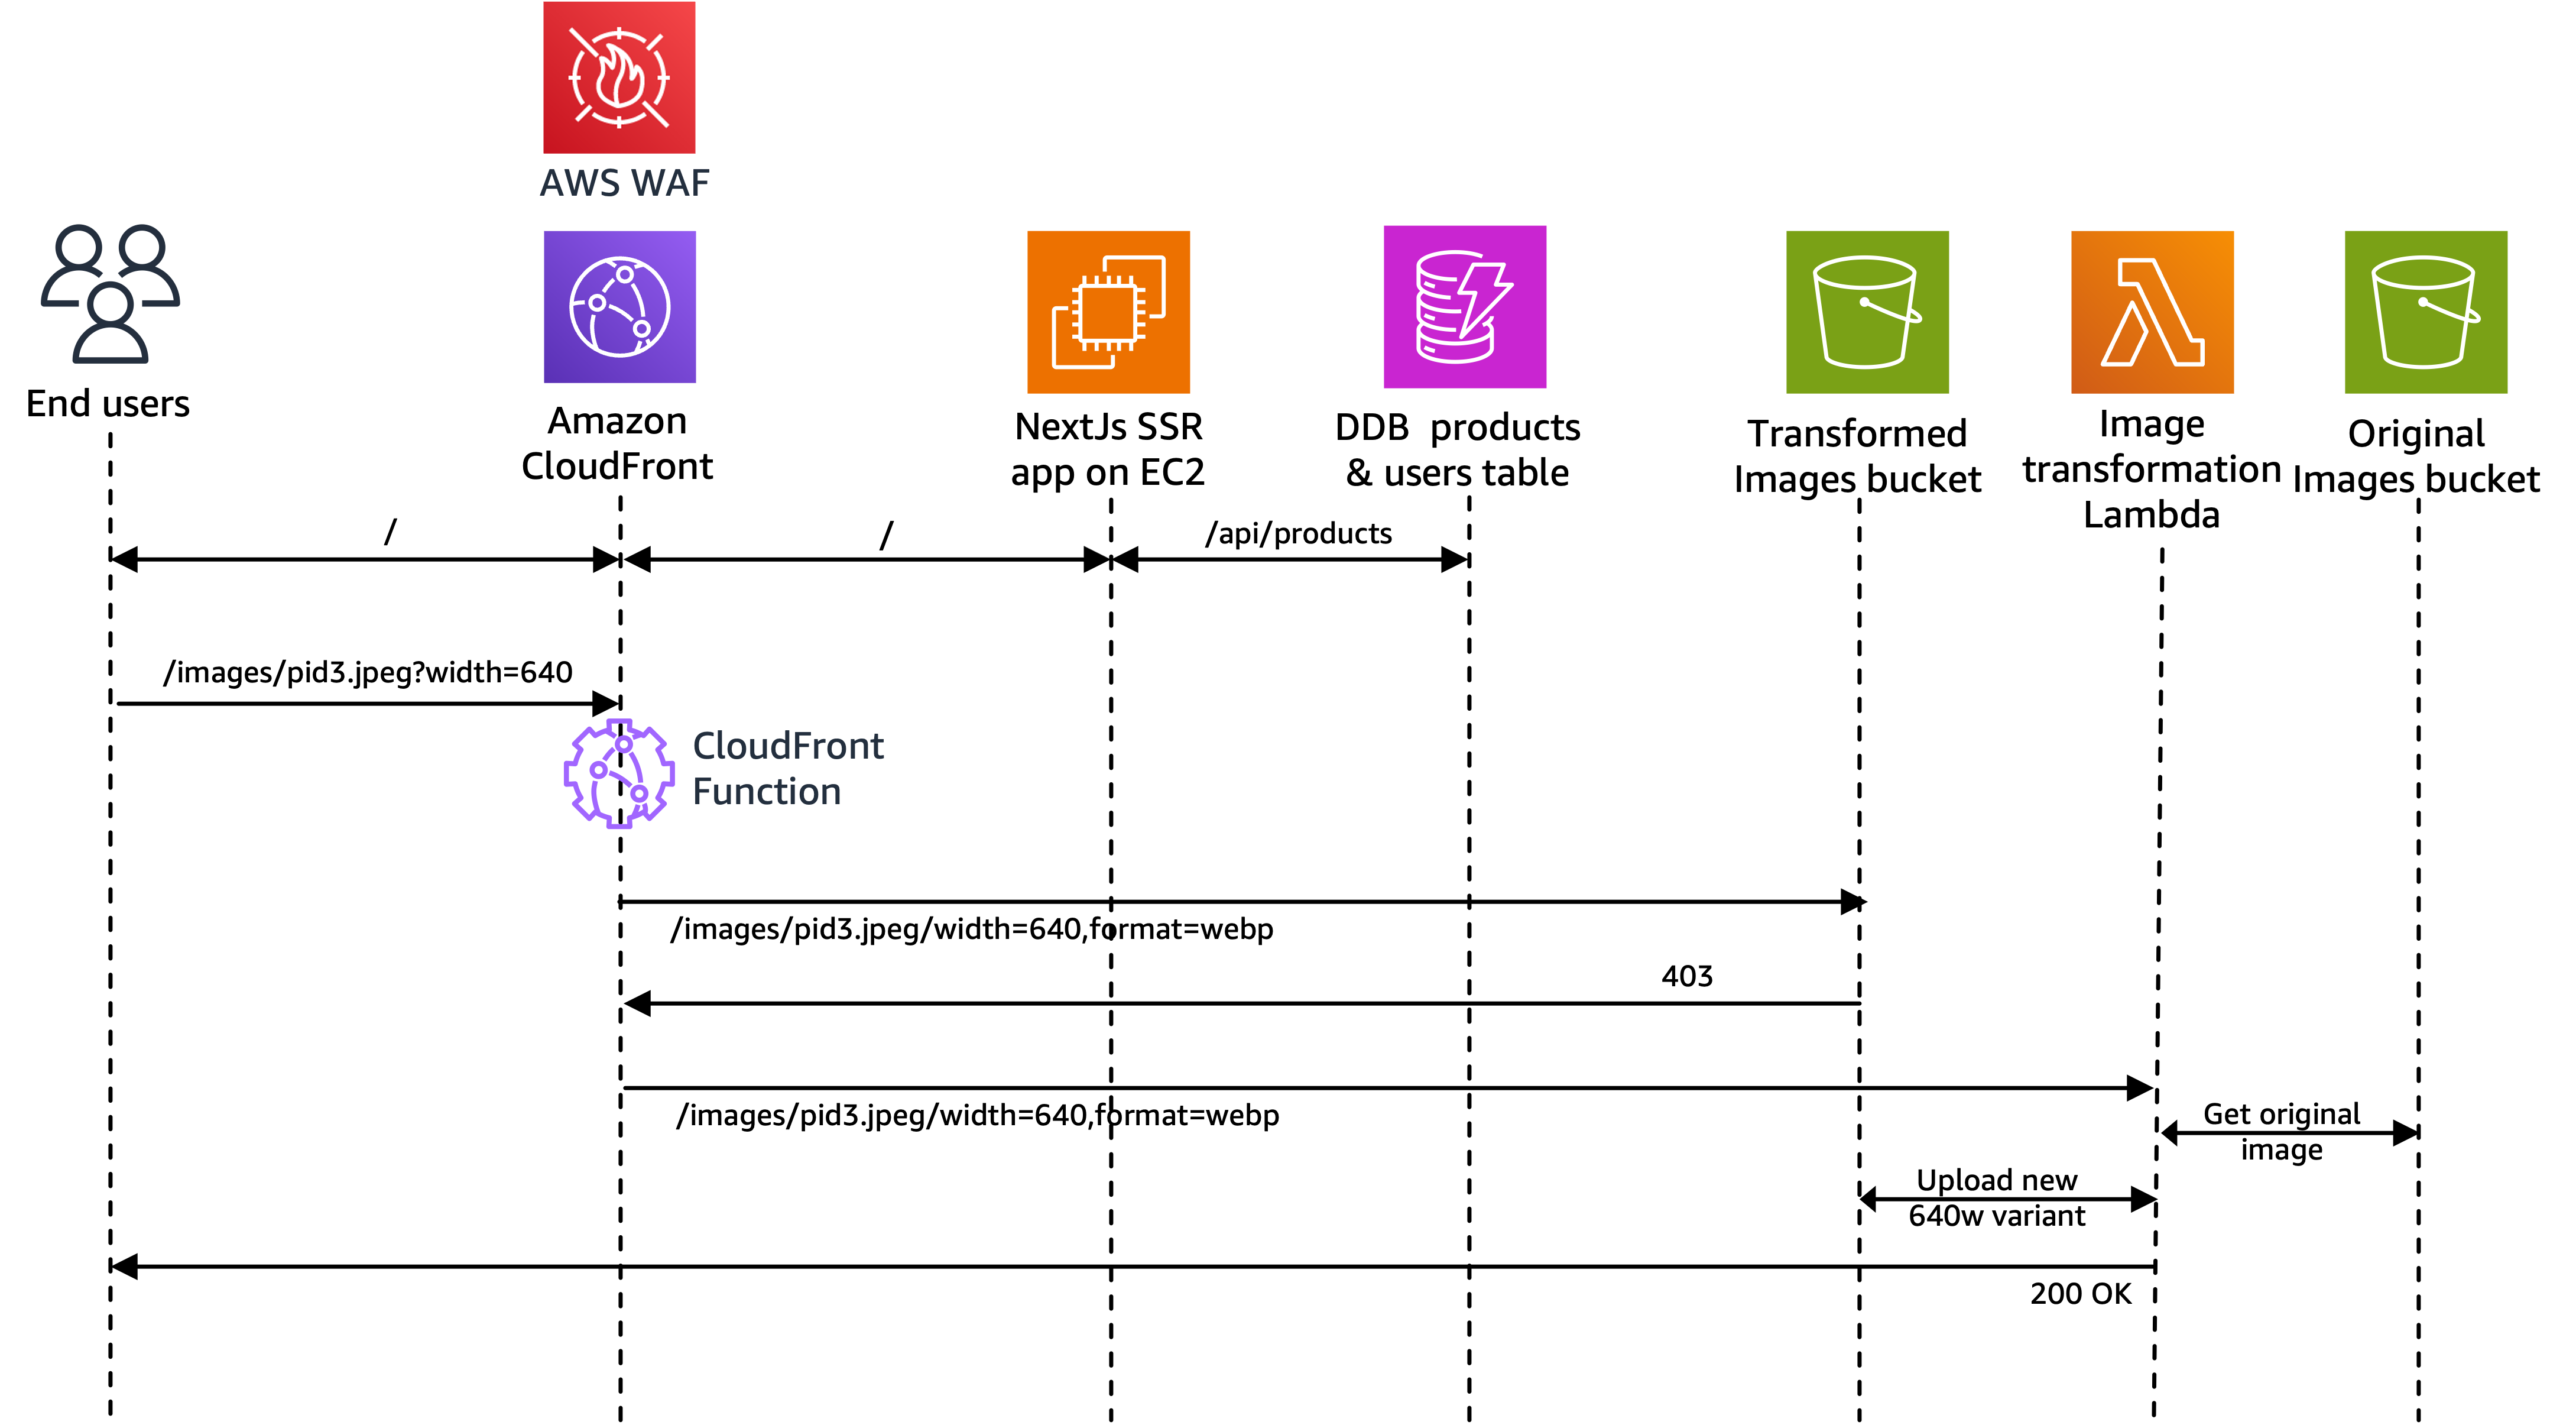 AWS WAF
End users
Amazon
CloudFront
NextJs SSR
app on EC2
DDB  products
& users table
Transformed
Images bucket
Image
transformation
Lambda
Original
Images bucket
/
/
/api/products
/images/pid3.jpeg?width=640
CloudFront
Function
/images/pid3.jpeg/width=640,format=webp
403
/images/pid3.jpeg/width=640,format=webp
Get original
image
Upload new
640w variant
200 OK